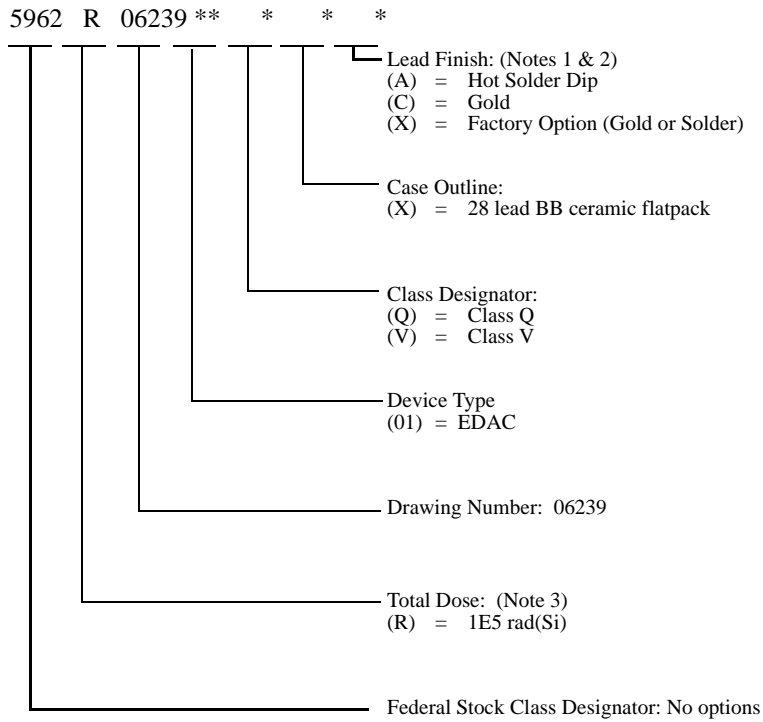 5962 R 06239 ** * * *
Lead Finish: (Notes 1 & 2)
(A) = Hot Solder Dip
(C) = Gold
(X) = Factory Option (Gold or Solder)
Case Outline:
(X) = 28 lead BB ceramic flatpack
Class Designator:
(Q) = Class Q
(V) = Class V
Device Type
(01) = EDAC
Drawing Number: 06239
Total Dose: (Note 3)
(R) = 1E5 rad(Si)
Federal Stock Class Designator: No options